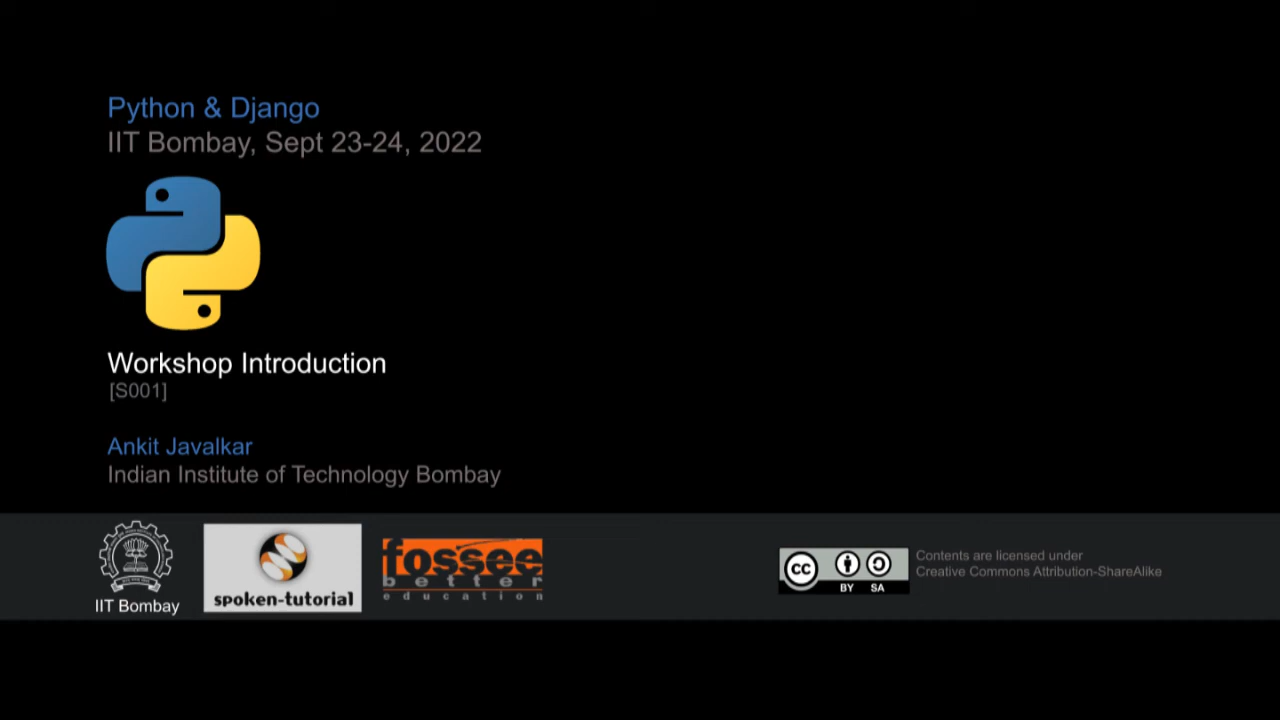 Python & Django
IIT Bombay, Sept 23-24, 2022
Workshop Introduction
[S001]
Ankit Javalkar
Indian Institute of Technology Bombay
IIT Bombay
spoken-tutorial
fossee
better
education
cc
BY SA
Contents are licensed under
Creative Commons Attribution-ShareAlike